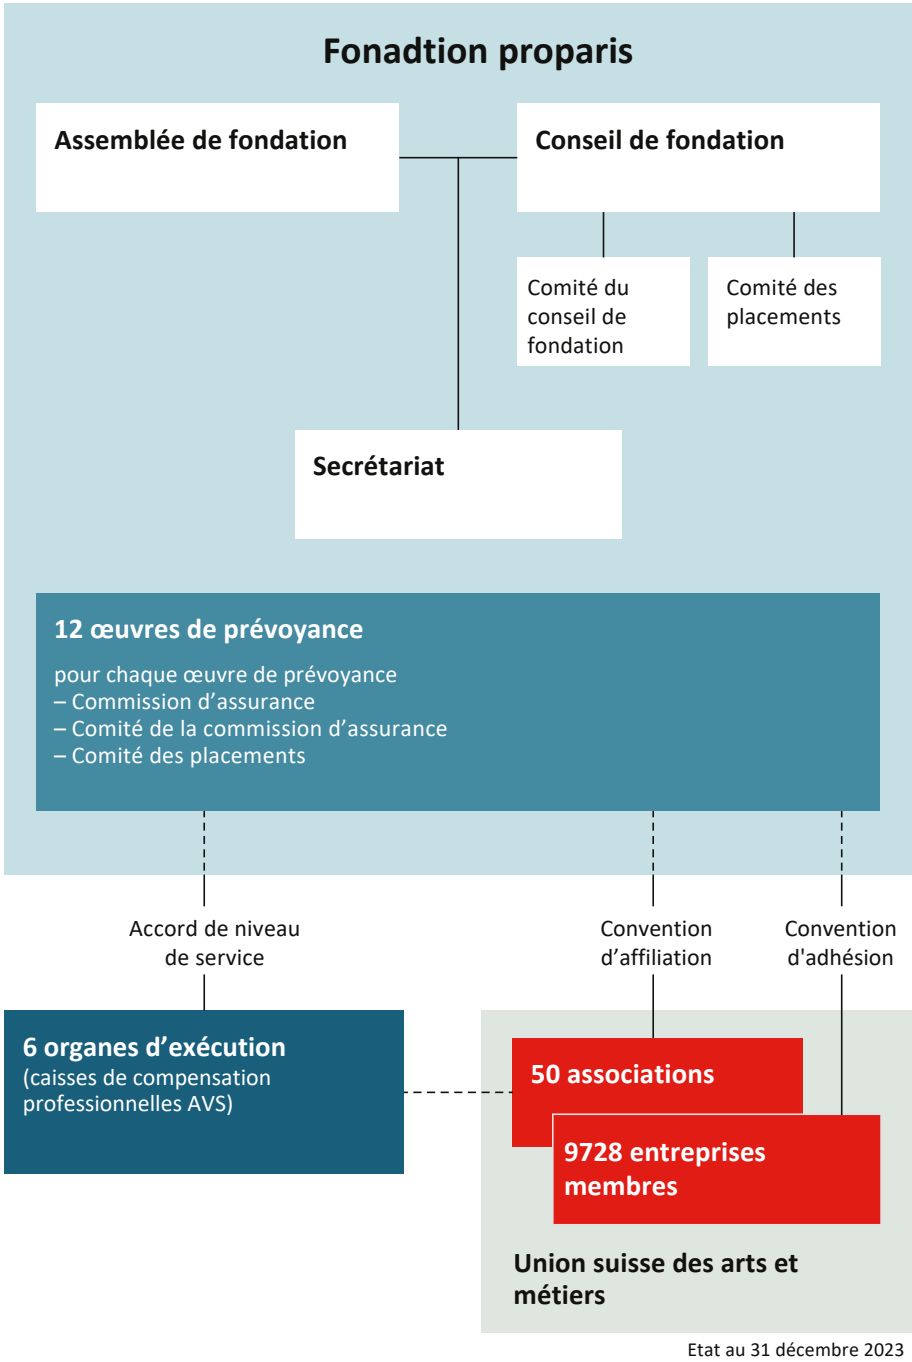 Fonadtion proparis
Assemblée de fondation
Conseil de fondation
Comité du
conseil de
fondation
Comité des
placements
Secrétariat
12 œuvres de prévoyance
pour chaque œuvre de prévoyance
– Commission d’assurance
– Comité de la commission d’assurance
– Comité des placements
Accord de niveau
de service
Convention
d’affiliation
Convention
d'adhésion
6 organes d’exécution
(caisses de compensation
professionnelles AVS)
50 associations
9728 entreprises
membres
Union suisse des arts et
métiers
Etat au 31 décembre 2023